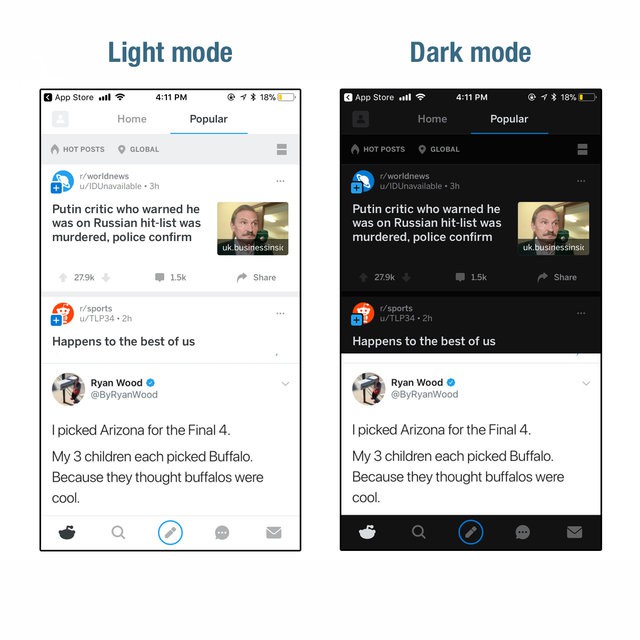 Light mode
App Store 4:11 PM 18%
Home Popular
HOT POSTS GLOBAL
r/worldnews
u/IDUnavailable • 3h
Putin critic who warned he
was on Russian hit-list was
murdered, police confirm
uk.businessinsi
27.9k 1.5k Share
r/sports
u/TLP34 • 2h
Happens to the best of us
Ryan Wood
@ByRyanWood
I picked Arizona for the Final 4.
My 3 children each picked Buffalo.
Because they thought buffalos were
cool.
Dark mode
App Store 4:11 PM 18%
Home Popular
HOT POSTS GLOBAL
r/worldnews
u/IDUnavailable • 3h
Putin critic who warned he
was on Russian hit-list was
murdered, police confirm
uk.businessinsi
27.9k 1.5k Share
r/sports
u/TLP34 • 2h
Happens to the best of us
Ryan Wood
@ByRyanWood
I picked Arizona for the Final 4.
My 3 children each picked Buffalo.
Because they thought buffalos were
cool.